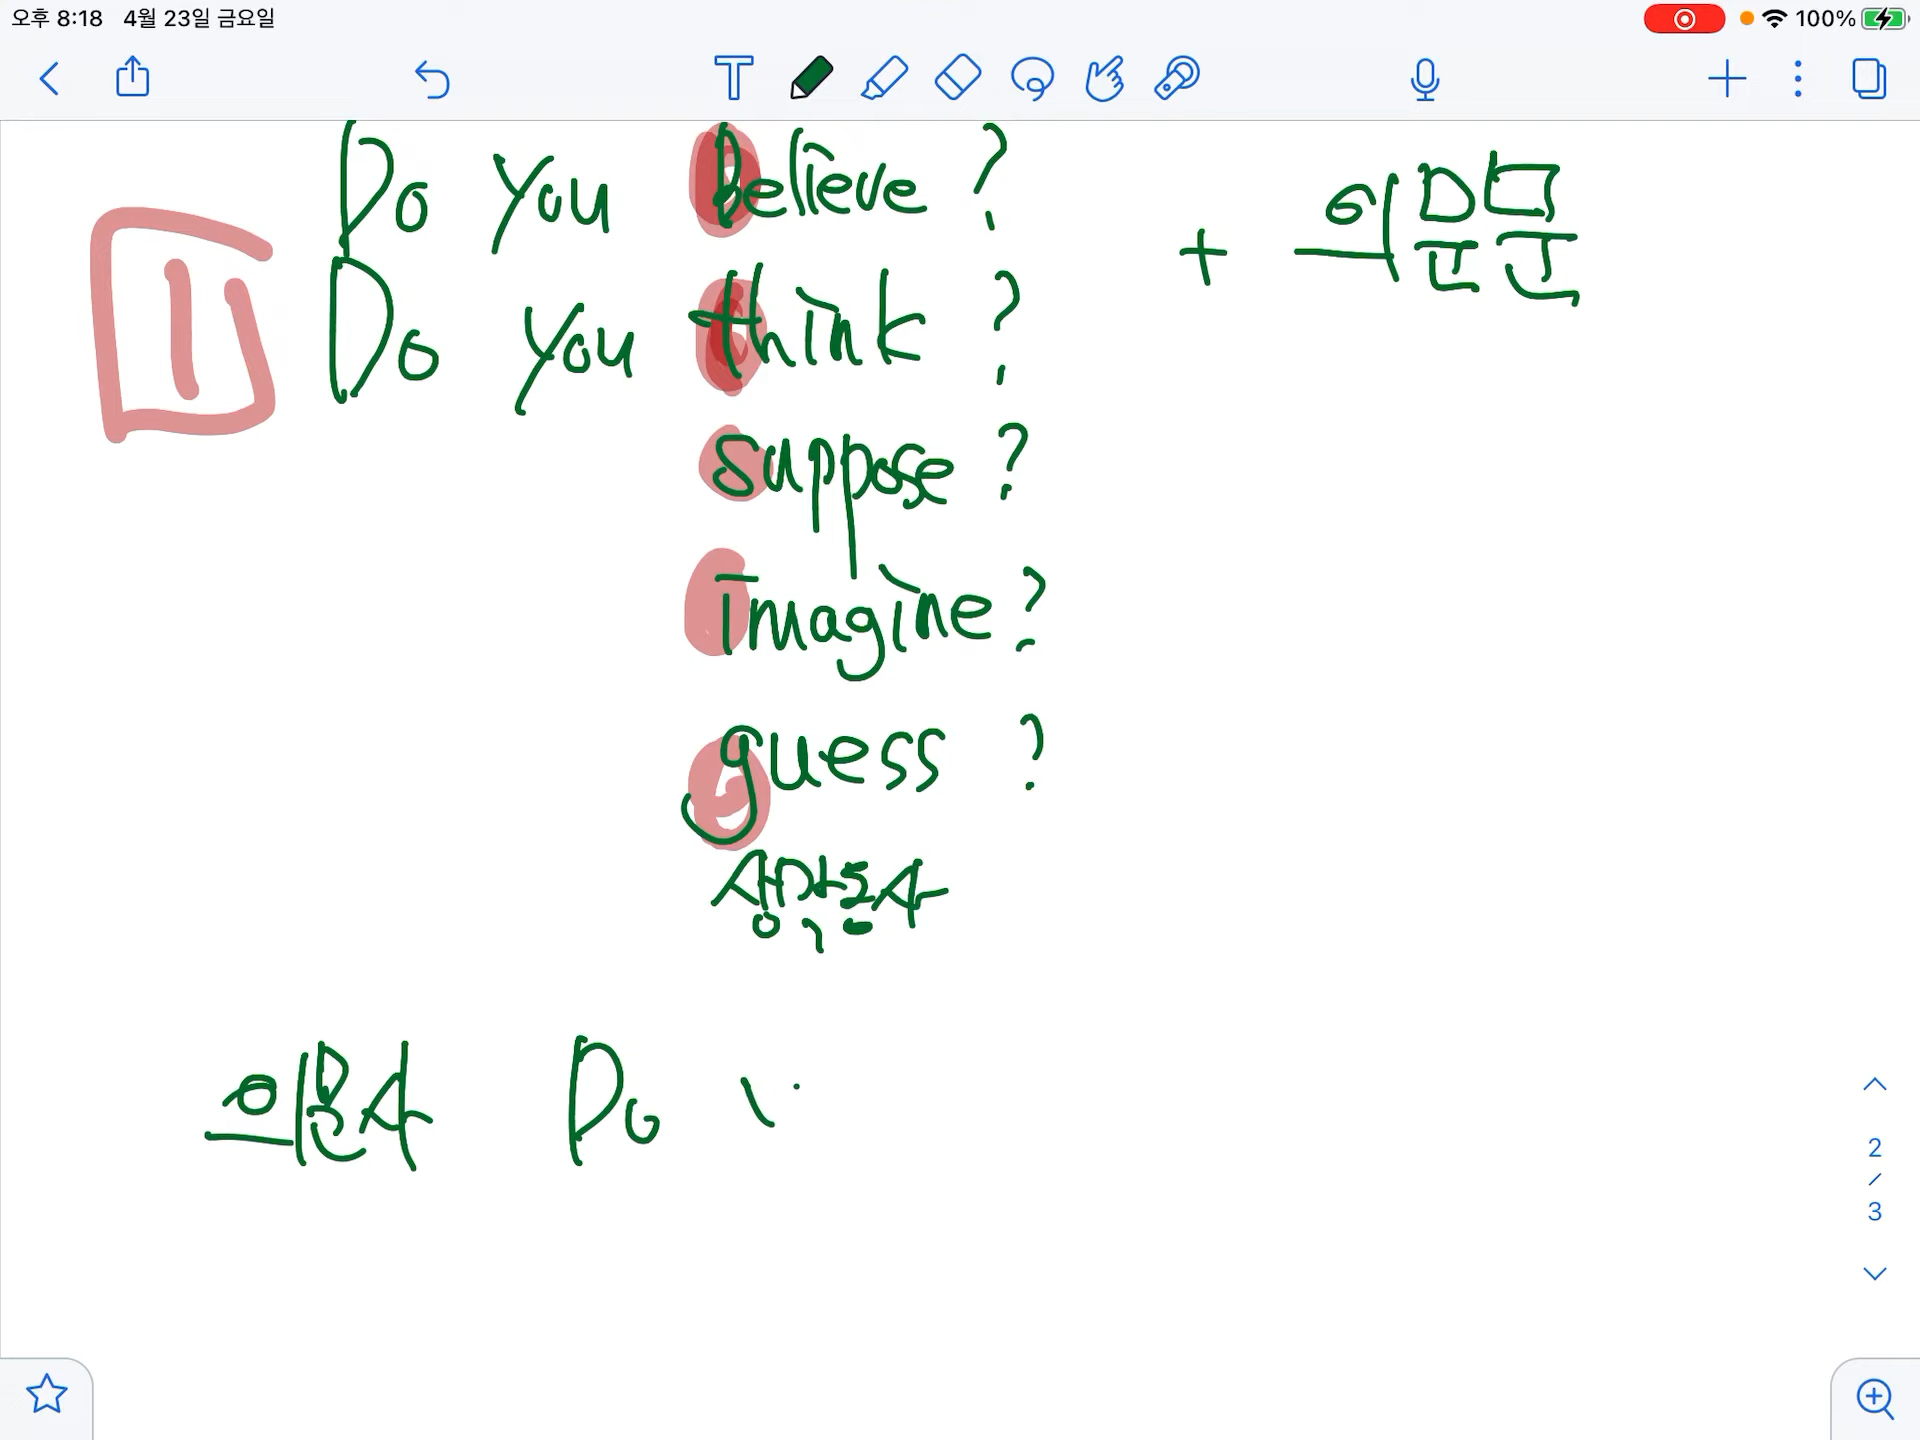 오후 8:18 4월 23일 금요일
100%
Do You Believe ?
+ 의문문
Do You think ?
suppose ?
imagine ?
guess ?
생각동사
의문사 Do
2
/
3